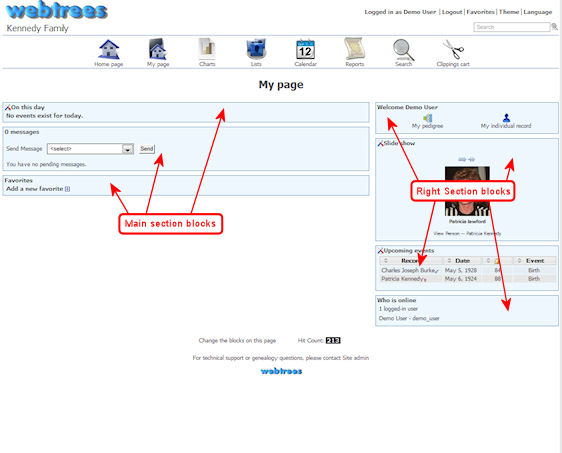 webtrees
Logged in as Demo User | Logout | Favorites | Theme | Language
Kennedy Famly
Search
Home page
My page
Charts
Lists
12
Calendar
Reports
Search
Clippings cart
My page
On this day
No events exist for today.
0 messages
Send Message <select> Send
You have no pending messages.
Favorites
Add a new favorite
Main section blocks
Welcome Demo User
My pedigree
My individual record
Slide show
Right Section blocks
Patricia lawford
View Person -- Patricia Kennedy
Upcoming events
Record Date Event
Charles Joseph Burke May 5, 1928 84 Birth
Patricia Kennedy May 6, 1924 88 Birth
Who is online
1 logged-in user
Demo User - demo_user
Change the blocks on this page Hit Count: 213
For technical support or genealogy questions, please contact Site admin
webtrees